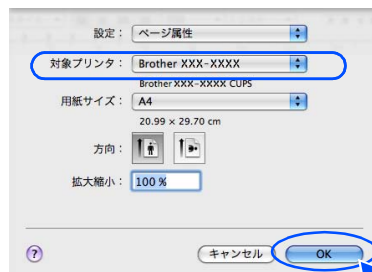 設定： ページ属性
対象プリンタ： Brother XXX-XXXX
Brother XXX-XXXX CUPS
用紙サイズ： A4
20.99 x 29.70 cm
方向：
拡大縮小： 100 %
? キャンセル OK